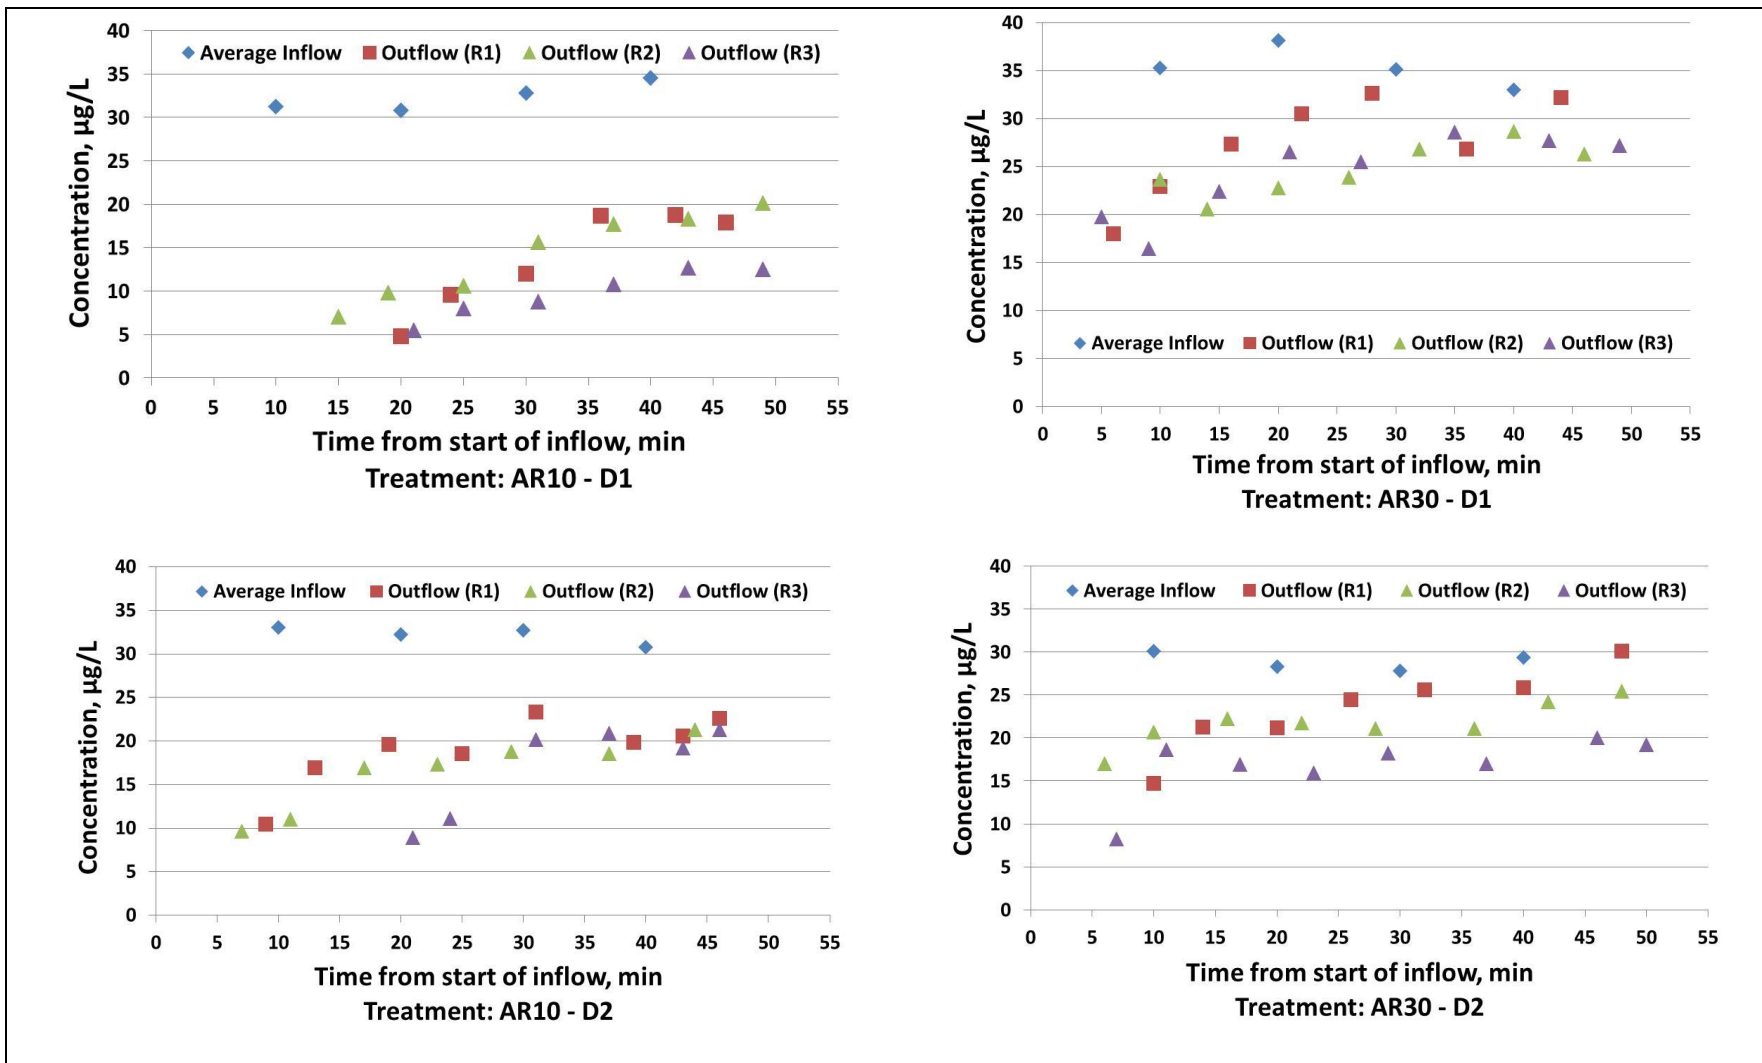 40
35
30
25
20
15
10
5
0
Concentration, µg/L
Average Inflow Outflow (R1) Outflow (R2) Outflow (R3)
0 5 10 15 20 25 30 35 40 45 50 55
Time from start of inflow, min
Treatment: AR10 - D1
40
35
30
25
20
15
10
5
0
Concentration, µg/L
Average Inflow Outflow (R1) Outflow (R2) Outflow (R3)
0 5 10 15 20 25 30 35 40 45 50 55
Time from start of inflow, min
Treatment: AR30 - D1
40
35
30
25
20
15
10
5
0
Concentration, µg/L
Average Inflow Outflow (R1) Outflow (R2) Outflow (R3)
0 5 10 15 20 25 30 35 40 45 50 55
Time from start of inflow, min
Treatment: AR10 - D2
40
35
30
25
20
15
10
5
0
Concentration, µg/L
Average Inflow Outflow (R1) Outflow (R2) Outflow (R3)
0 5 10 15 20 25 30 35 40 45 50 55
Time from start of inflow, min
Treatment: AR30 - D2